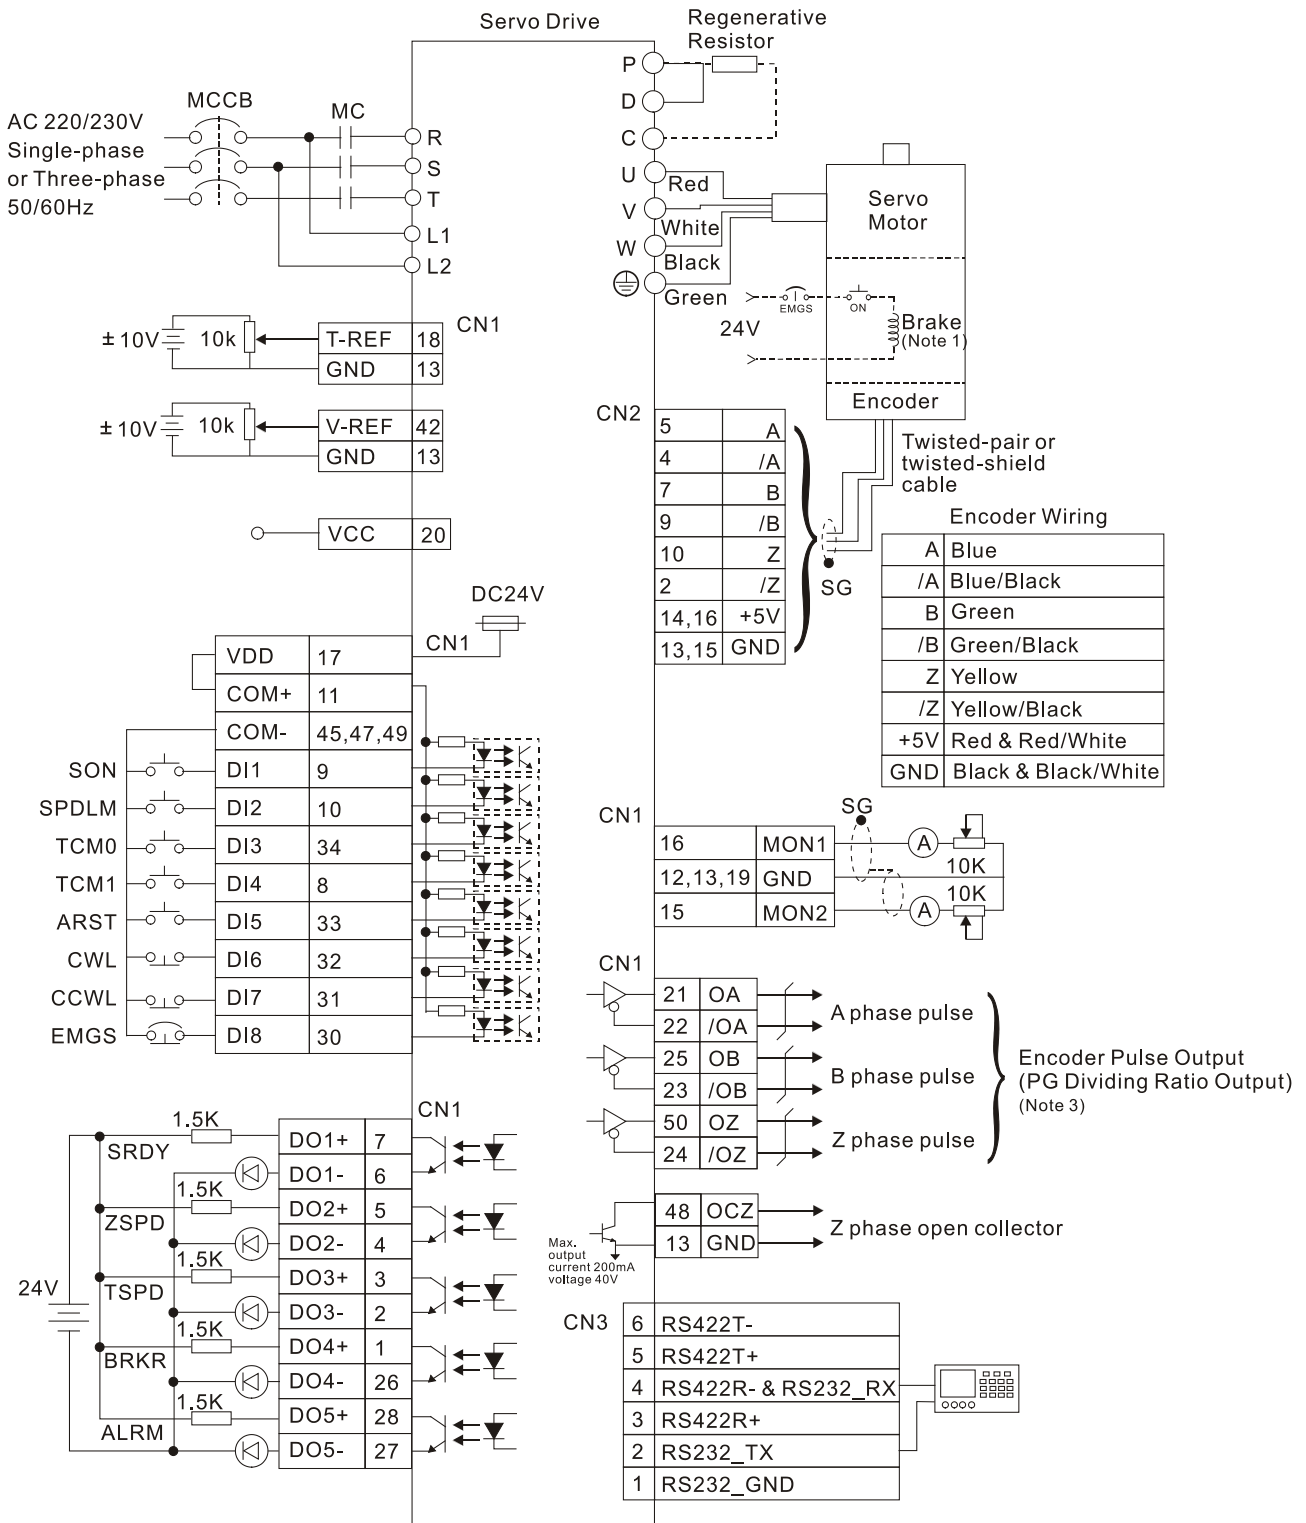 Servo Drive
Regenerative
Resistor
P
D
C
U
V
W
Red
White
Black
Green
MCCB
MC
AC 220/230V
Single-phase
or Three-phase
50/60Hz
R
S
T
L1
L2
Servo
Motor
EMGS
ON
24V
Brake
(Note 1)
Encoder
CN1
± 10V
10k
T-REF 18
GND 13
± 10V
10k
V-REF 42
GND 13
VCC 20
CN2
5 A
4 /A
7 B
9 /B
10 Z
2 /Z
14,16 +5V
13,15 GND
SG
Twisted-pair or
twisted-shield
cable
Encoder Wiring
A Blue
/A Blue/Black
B Green
/B Green/Black
Z Yellow
/Z Yellow/Black
+5V Red & Red/White
GND Black & Black/White
DC24V
CN1
VDD 17
COM+ 11
COM- 45,47,49
SON DI1 9
SPDLM DI2 10
TCM0 DI3 34
TCM1 DI4 8
ARST DI5 33
CWL DI6 32
CCWL DI7 31
EMGS DI8 30
CN1
SG
16 MON1
A
10K
12,13,19 GND
10K
15 MON2
A
CN1
21 OA
22 /OA
A phase pulse
25 OB
23 /OB
B phase pulse
50 OZ
24 /OZ
Z phase pulse
Encoder Pulse Output
(PG Dividing Ratio Output)
(Note 3)
48 OCZ
13 GND
Z phase open collector
Max.
output
current 200mA
voltage 40V
CN1
24V
1.5K
SRDY
DO1+ 7
DO1- 6
1.5K
ZSPD
DO2+ 5
DO2- 4
1.5K
TSPD
DO3+ 3
DO3- 2
1.5K
BRKR
DO4+ 1
DO4- 26
1.5K
ALRM
DO5+ 28
DO5- 27
CN3
6 RS422T-
5 RS422T+
4 RS422R- & RS232_RX
3 RS422R+
2 RS232_TX
1 RS232_GND